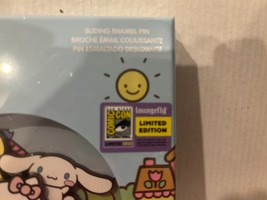 SLIDING ENAMEL PIN
BROCHE ÉMAIL COULISSANTE
PIN ESMALTADO DESLIZANTE
COMIC CON
Loungefly
LIMITED
EDITION